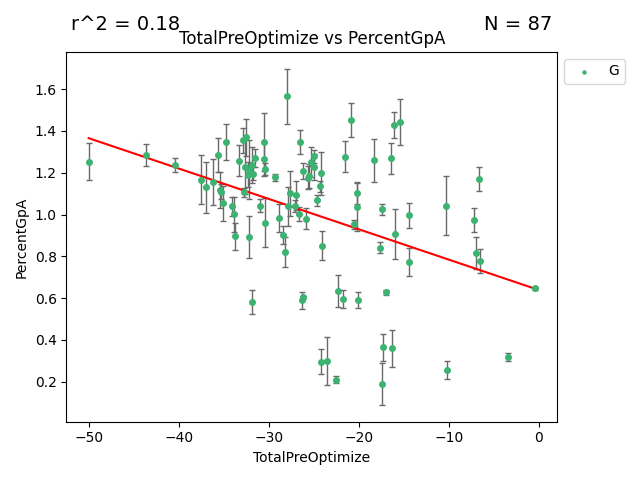 r^2 = 0.18
N = 87
TotalPreOptimize vs PercentGpA
G
1.6
1.4
1.2
1.0
0.8
0.6
0.4
0.2
PercentGpA
−50
−40
−30
−20
−10
0
TotalPreOptimize